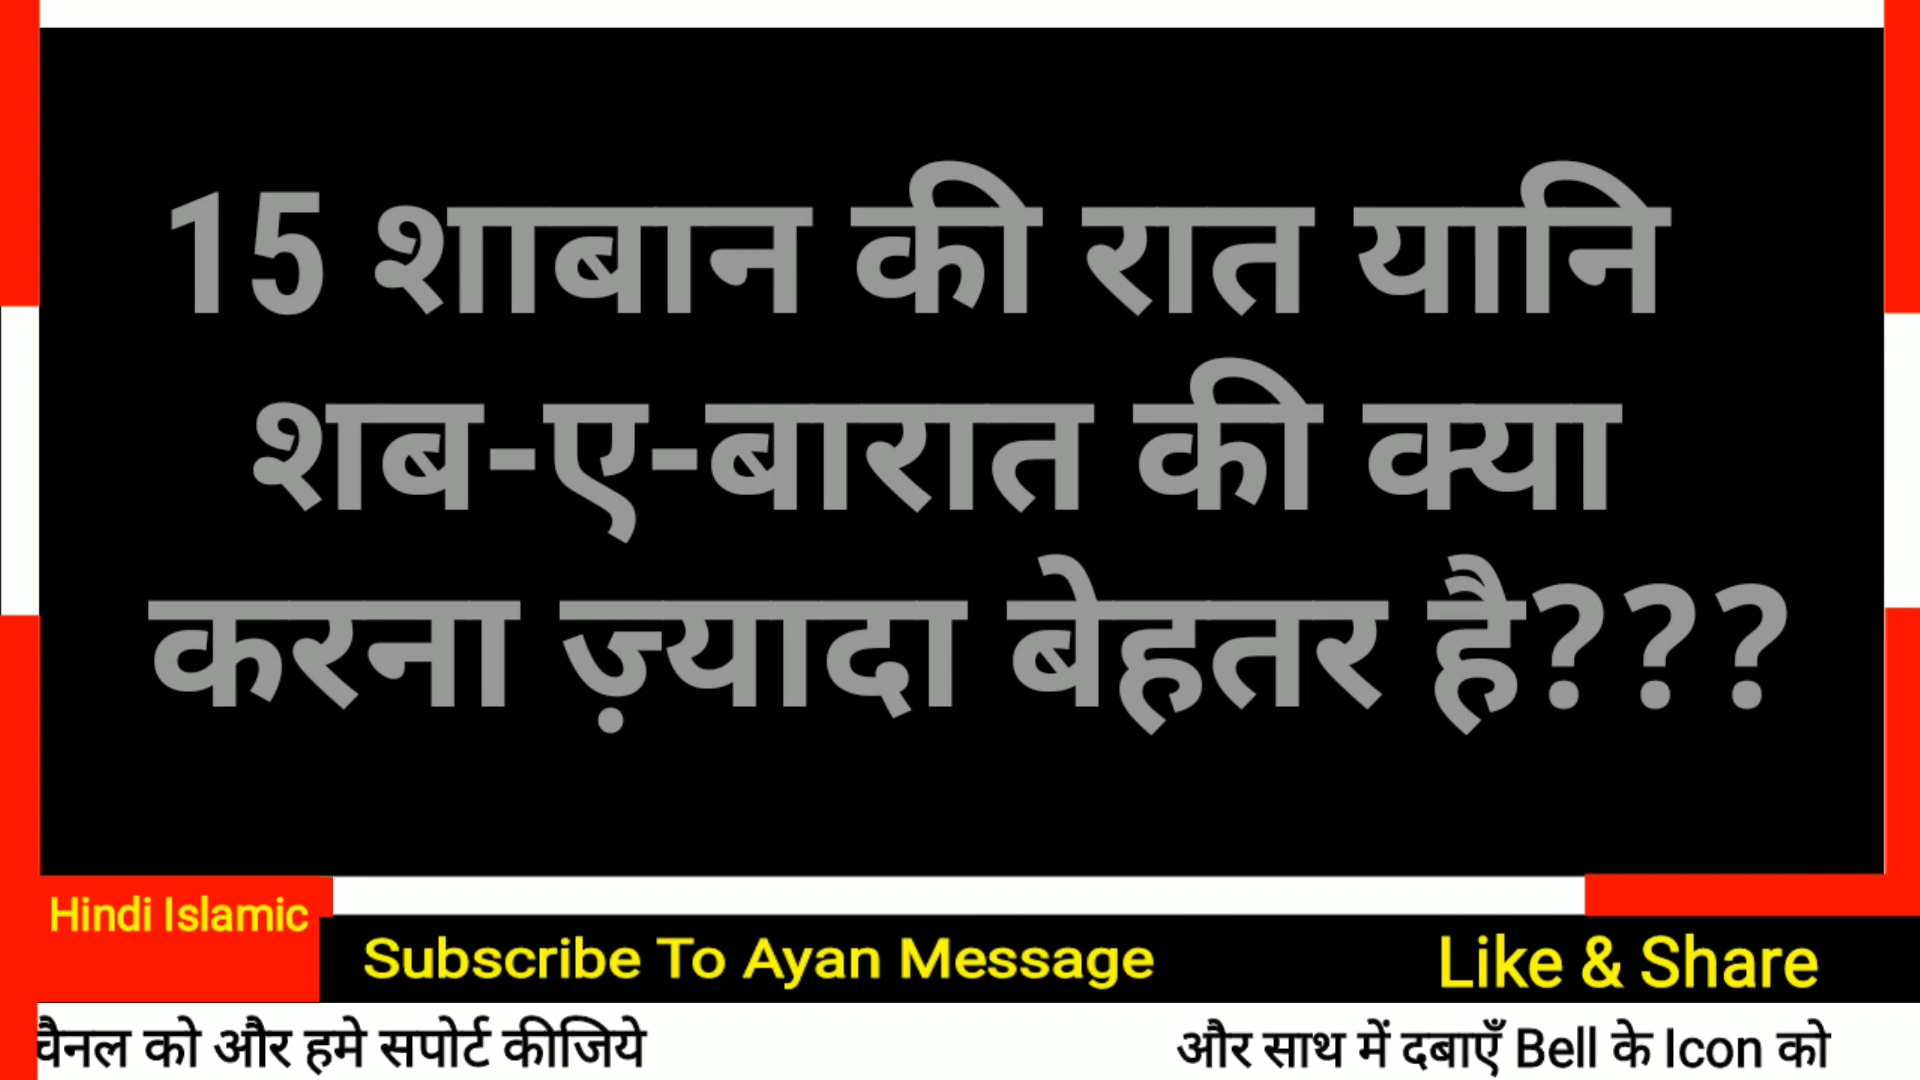 15 शाबान की रात यानि
शब-ए-बारात की क्या
करना ज़्यादा बेहतर है???
Hindi Islamic
Subscribe To Ayan Message
Like & Share
चैनल को और हमे सपोर्ट कीजिये
और साथ में दबाएँ Bell के Icon को